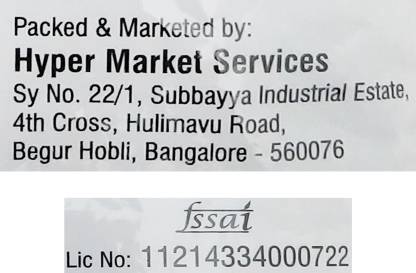 Packed & Marketed by:
Hyper Market Services
Sy No. 22/1, Subbayya Industrial Estate,
4th Cross, Hulimavu Road,
Begur Hobli, Bangalore - 560076
fssai
Lic No: 11214334000722